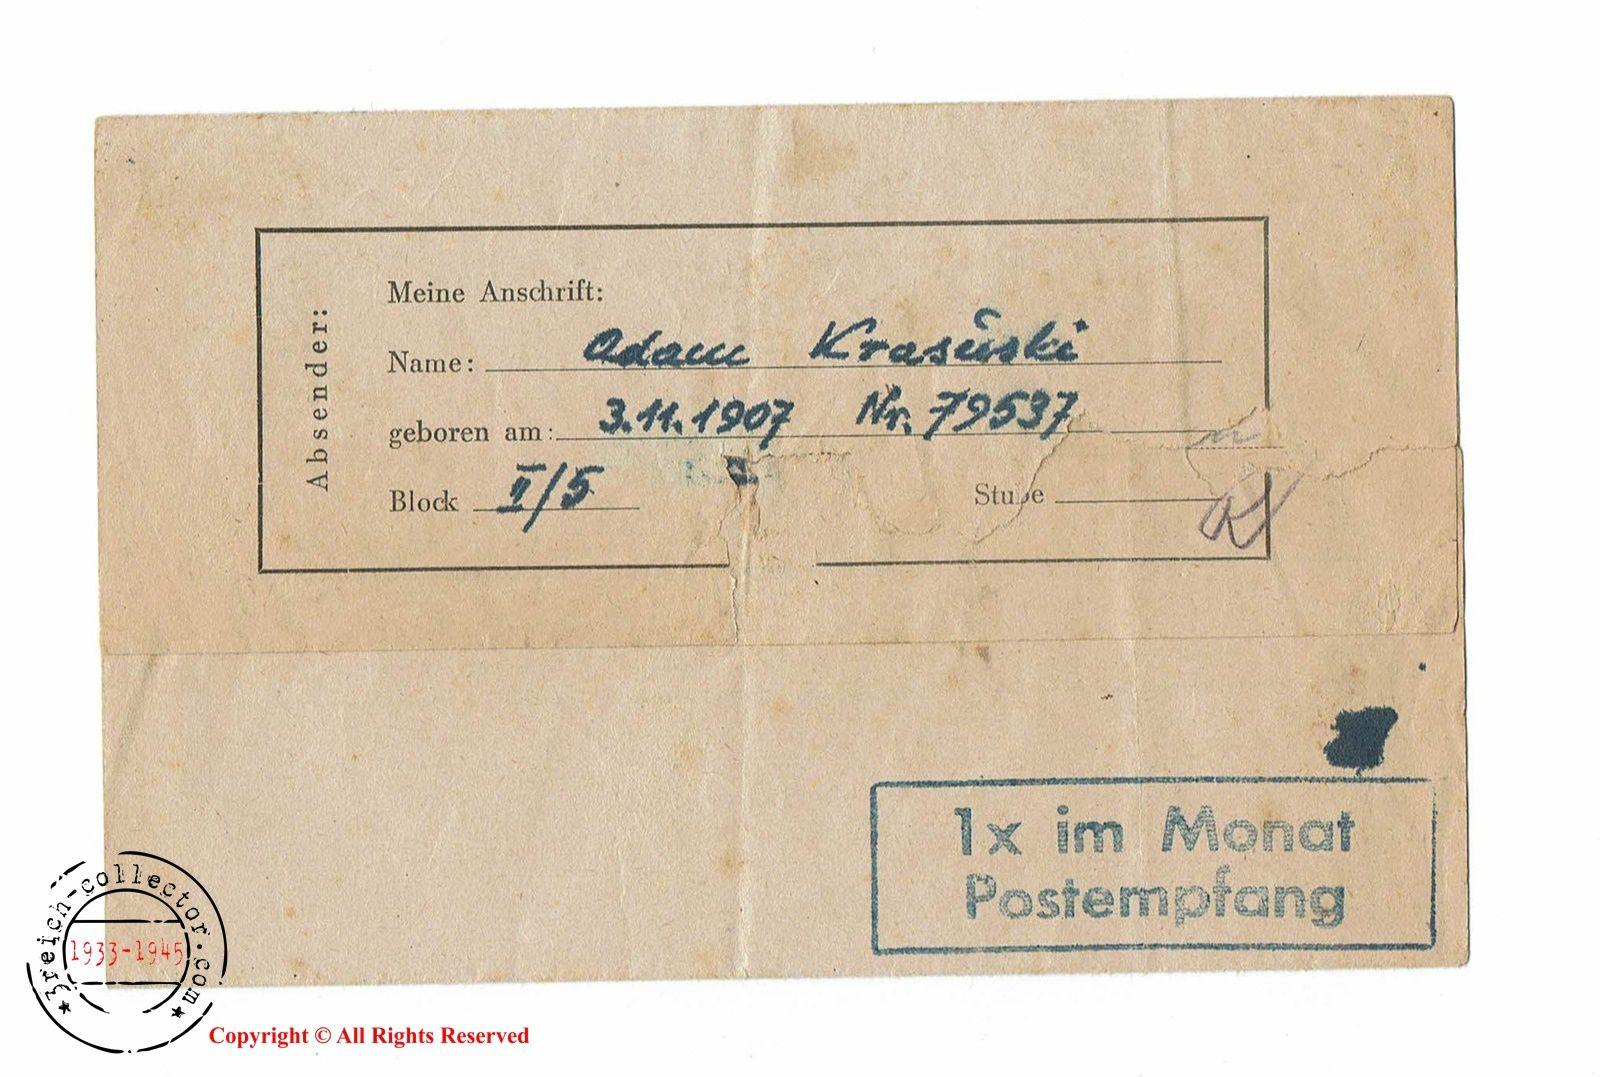 Absender:
Meine Anschrift:
Name: Adam Krasiński
geboren am: 3.11.1907 Nr. 79537
Block II/5 Stube
1x im Monat
Postempfang
3reich-collector.com
1933-1945
Copyright © All Rights Reserved